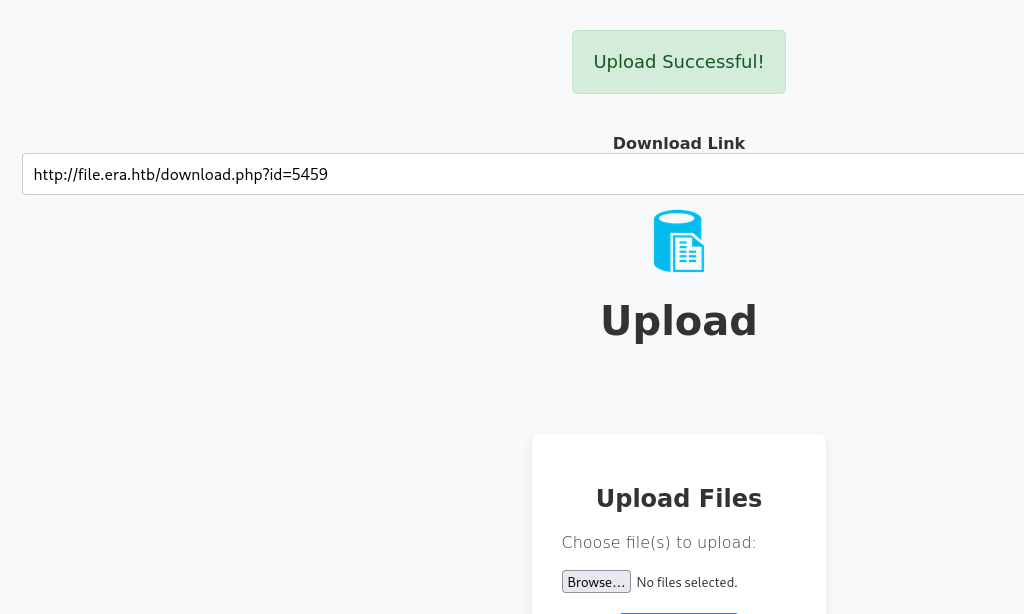 Upload Successful!
Download Link
http://file.era.htb/download.php?id=5459
Upload
Upload Files
Choose file(s) to upload:
Browse… No files selected.